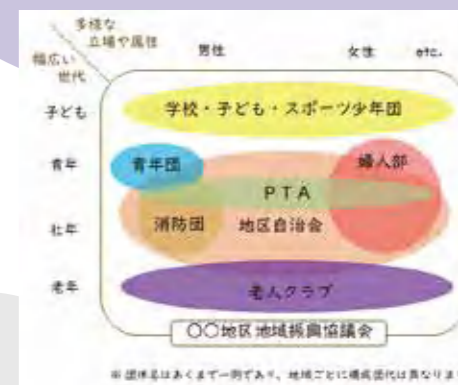 多様な
立場や属性
幅広い
世代
男性 女性 etc.
子ども
学校・子ども・スポーツ少年団
青年
青年団
婦人部
PTA
壮年
消防団 地区自治会
老年
老人クラブ
〇〇地区地域振興協議会
※団体名はあくまで一例であり、地域ごとに構成団代は異なりま